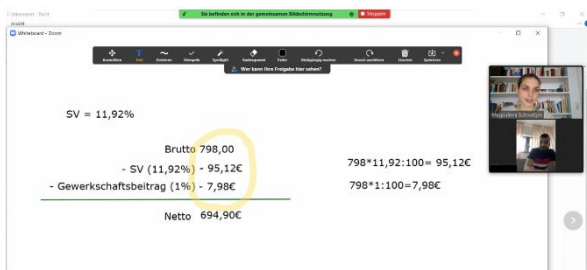 Sie befinden sich in der gemeinsamen Bildschirmnutzung
Whiteboard - Zoom
Wer kann Ihre Freigabe hier sehen?
SV = 11,92%
Brutto 798,00
- SV (11,92%) - 95,12€
- Gewerkschaftsbeitrag (1%) - 7,98€
Netto 694,90€
798*11,92:100= 95,12€
798*1:100=7,98€